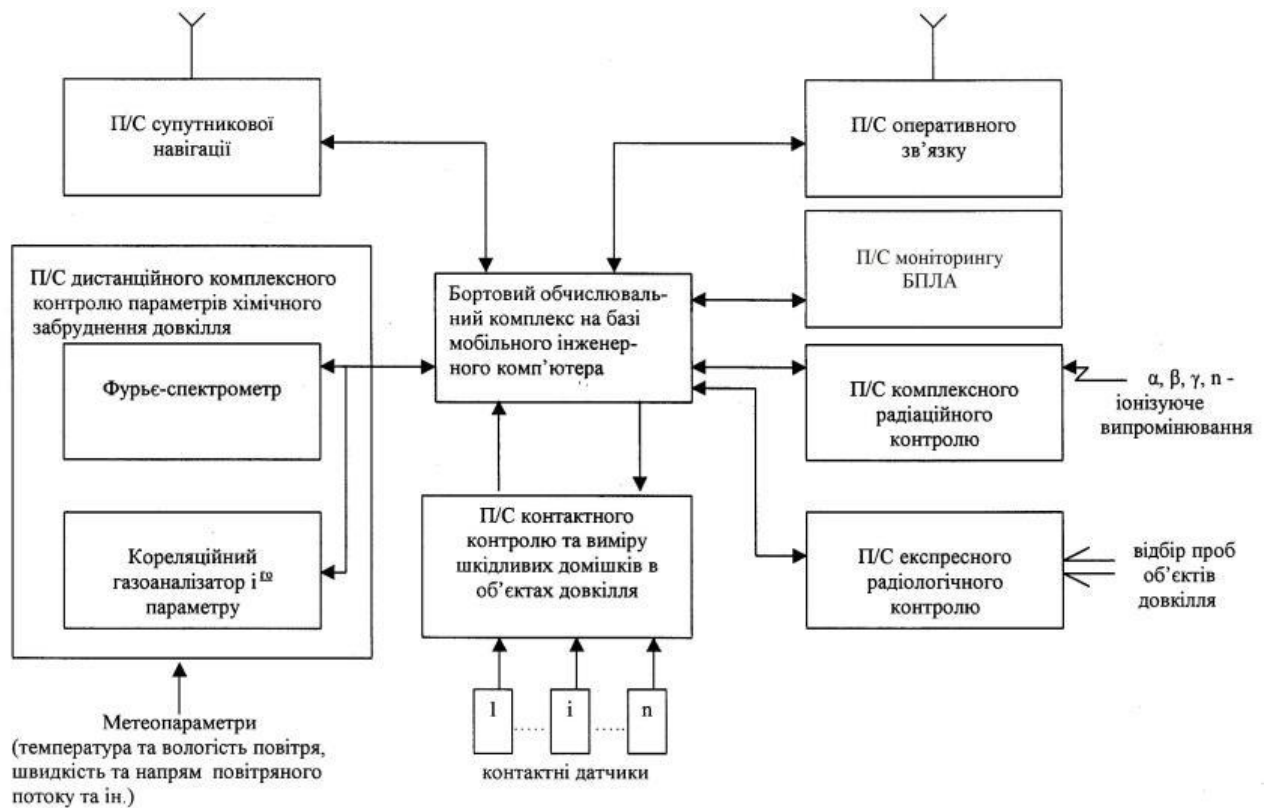 П/С супутникової
навігації
П/С оперативного
зв’язку
П/С моніторингу
БПЛА
П/С дистанційного комплексного
контролю параметрів хімічного
забруднення довкілля
Фурьє-спектрометр
Кореляційний
газоаналізатор і го
параметру
Бортовий обчислюваль-
ний комплекс на базі
мобільного інженер-
ного комп’ютера
П/С комплексного
радіаційного
контролю
α, β, γ, n -
іонізуюче
випромінювання
П/С контактного
контролю та виміру
шкідливих домішків в
об’єктах довкілля
П/С експресного
радіологічного
контролю
відбір проб
об’єктів
довкілля
1 ...... i ...... n
контактні датчики
Метеопараметри
(температура та вологість повітря,
швидкість та напрям повітряного
потоку та ін.)